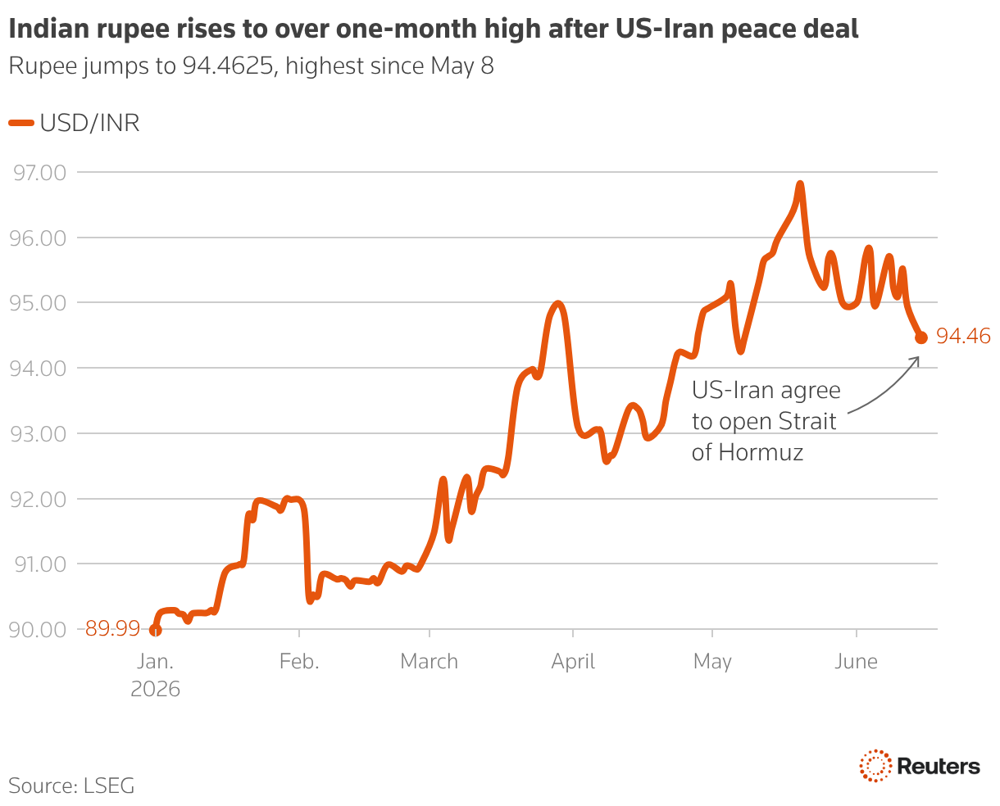 Indian rupee rises to over one-month high after US-Iran peace deal
Rupee jumps to 94.4625, highest since May 8
USD/INR
97.00
96.00
95.00
94.00
93.00
92.00
91.00
90.00
89.99
94.46
US-Iran agree
to open Strait
of Hormuz
Jan.
2026
Feb.
March
April
May
June
Source: LSEG
Reuters